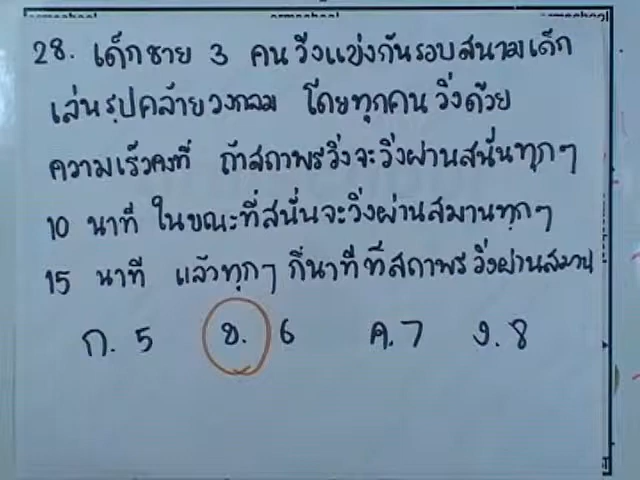 ormschool ormschool ormschool
28. เด็กชาย 3 คนวิ่งแข่งกันรอบสนามเด็ก
เล่นรูปคล้ายวงกลม โดยทุกคนวิ่งด้วย
ความเร็วคงที่ ถ้าสถาพรวิ่งจะวิ่งผ่านสนั่นทุกๆ
10 นาที ในขณะที่สนั่นจะวิ่งผ่านสมานทุกๆ
15 นาที แล้วทุกๆ กี่นาทีที่สถาพรวิ่งผ่านสมาน
ก. 5 ข. 6 ค. 7 ง. 8